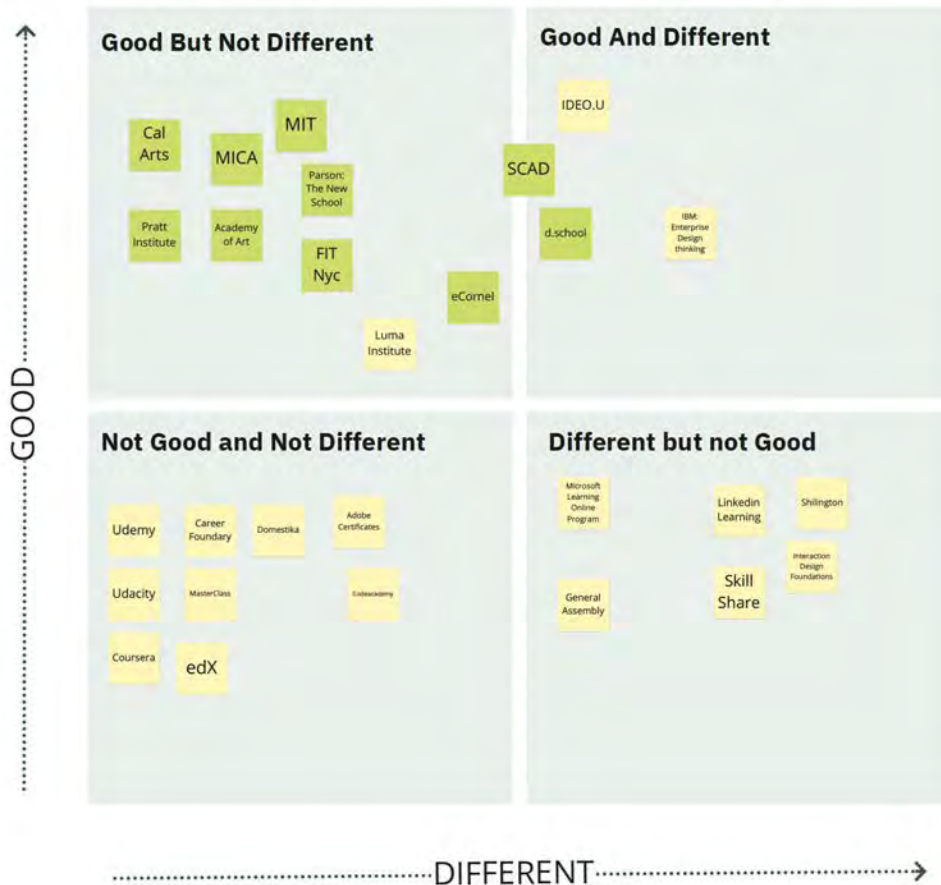 Good But Not Different
Cal
Arts
MICA
MIT
Parson:
The New
School
Pratt
Institute
Academy
of Art
FIT
Nyc
eCornel
Luma
Institute
Good And Different
IDEO.U
SCAD
d.school
IBM:
Enterprise
Design
thinking
GOOD
Not Good and Not Different
Udemy
Career
Foundary
Domestika
Adobe
Certificates
Udacity
MasterClass
Codeacademy
Coursera
edX
Different but not Good
Microsoft
Learning
Online
Program
Linkedin
Learning
Shilington
Interaction
Design
Foundations
General
Assembly
Skill
Share
DIFFERENT